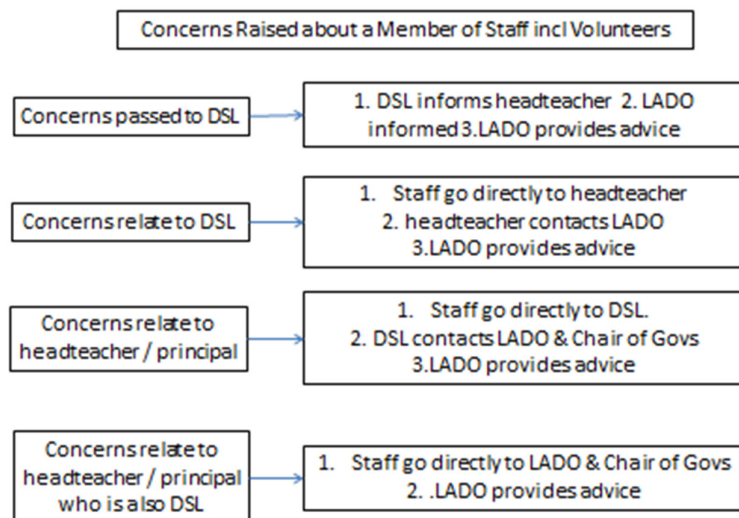 Concerns Raised about a Member of Staff incl Volunteers
Concerns passed to DSL
1. DSL informs headteacher 2. LADO
informed 3.LADO provides advice
Concerns relate to DSL
1. Staff go directly to headteacher
2. headteacher contacts LADO
3.LADO provides advice
Concerns relate to
headteacher / principal
1. Staff go directly to DSL.
2. DSL contacts LADO & Chair of Govs
3.LADO provides advice
Concerns relate to
headteacher / principal
who is also DSL
1. Staff go directly to LADO & Chair of Govs
2. .LADO provides advice